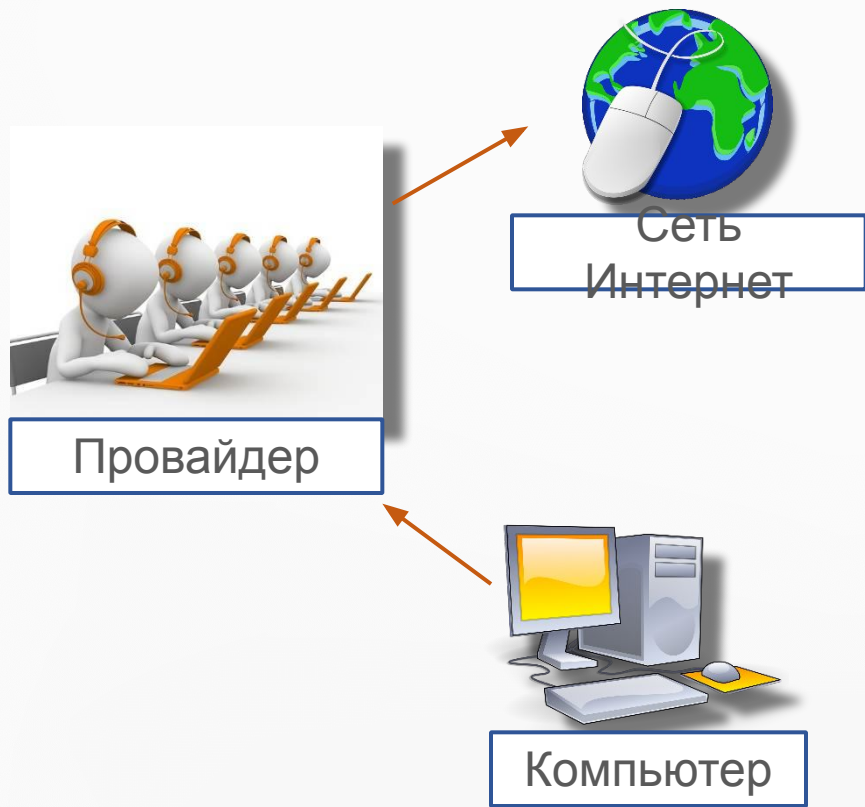 Сеть
Интернет
Провайдер
Компьютер